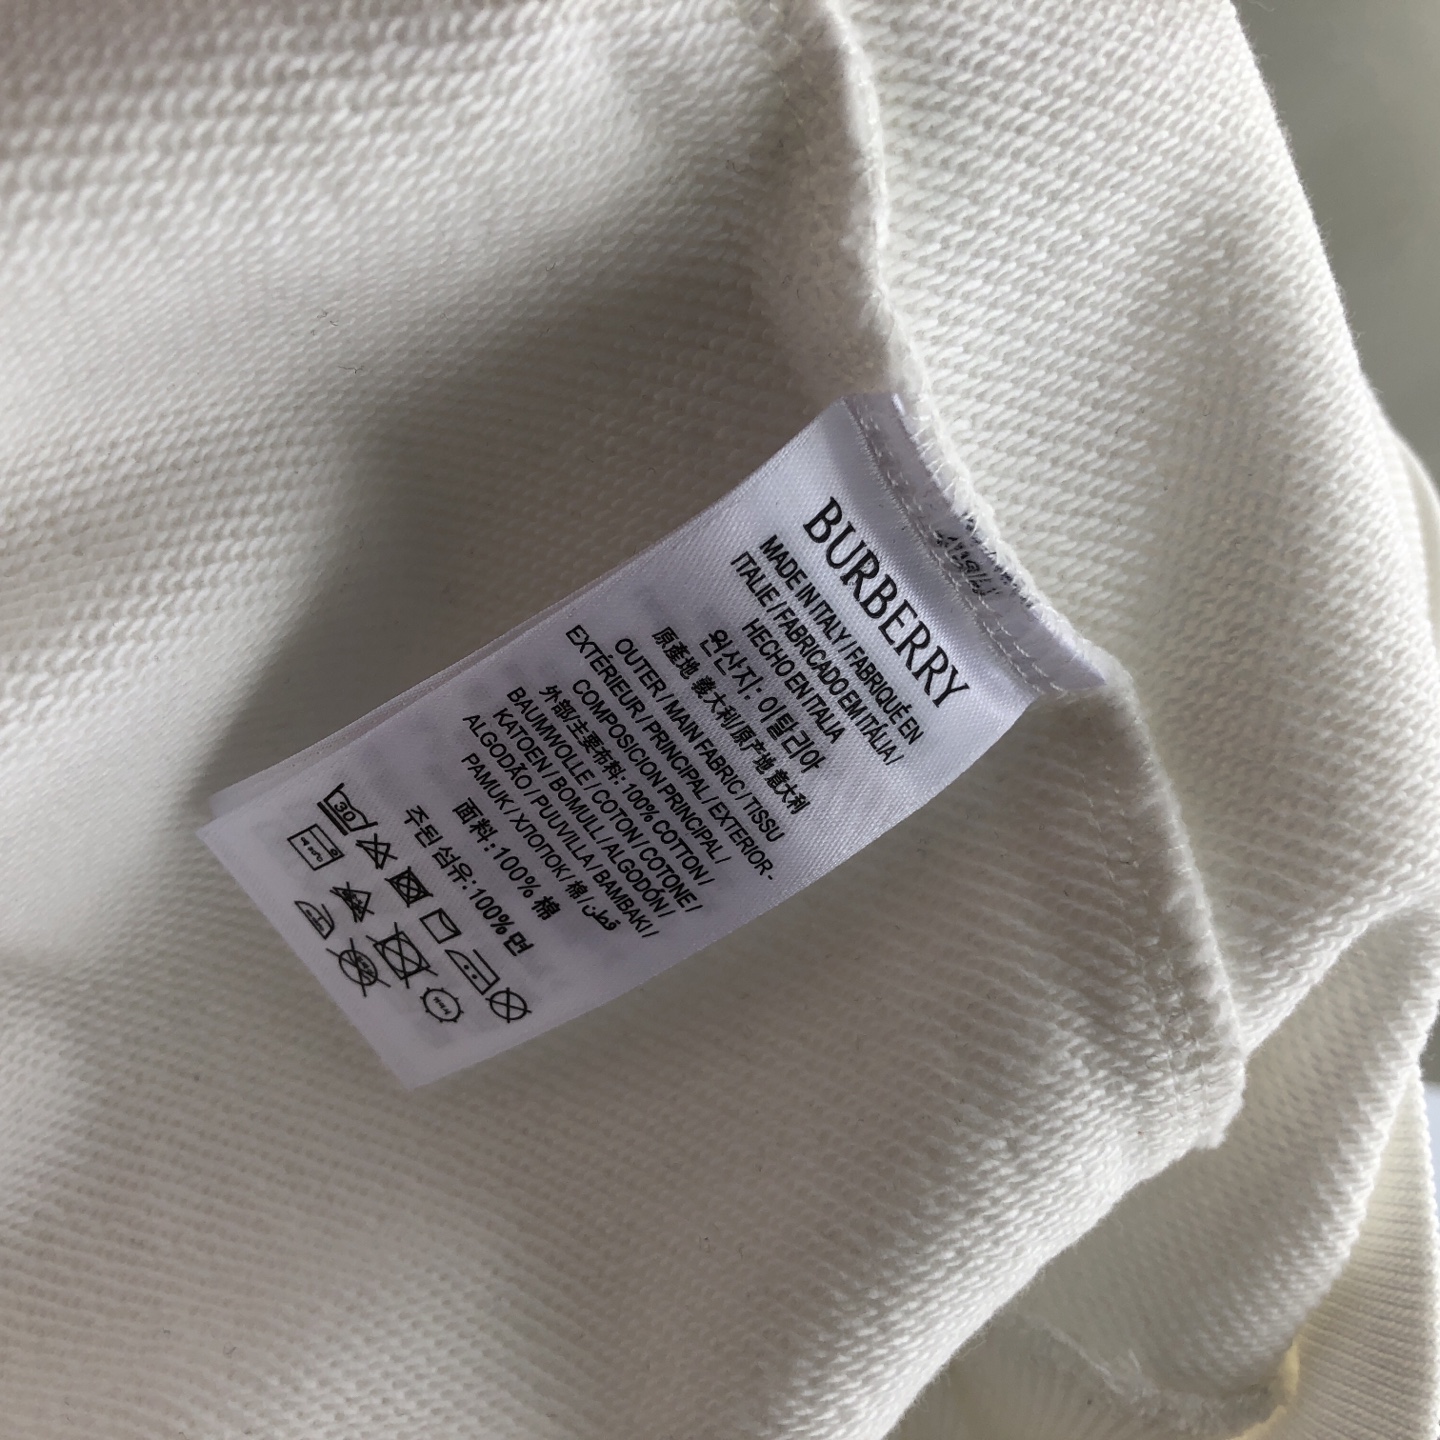 BURBERRY
MADE IN ITALY / FABRIQUÉ EN
ITALIE / FABRICADO EM ITÁLIA /
HECHO EN ITALIA
원산지: 이탈리아
原產地 意大利/原产地 意大利
OUTER / MAIN FABRIC / TISSU
EXTÉRIEUR / PRINCIPAL / EXTERIOR-
COMPOSICION PRINCIPAL /
外部/主要布料: 100% COTTON /
BAUMWOLLE / COTON / COTONE /
KATOEN / BOMULL / ALGODÓN /
ALGODÃO / PUUVILLA / BAMBAKI /
PAMUK / ХЛОПОК / 棉 / قطن
面料: 100% 棉
주된 섬유: 100% 면
30